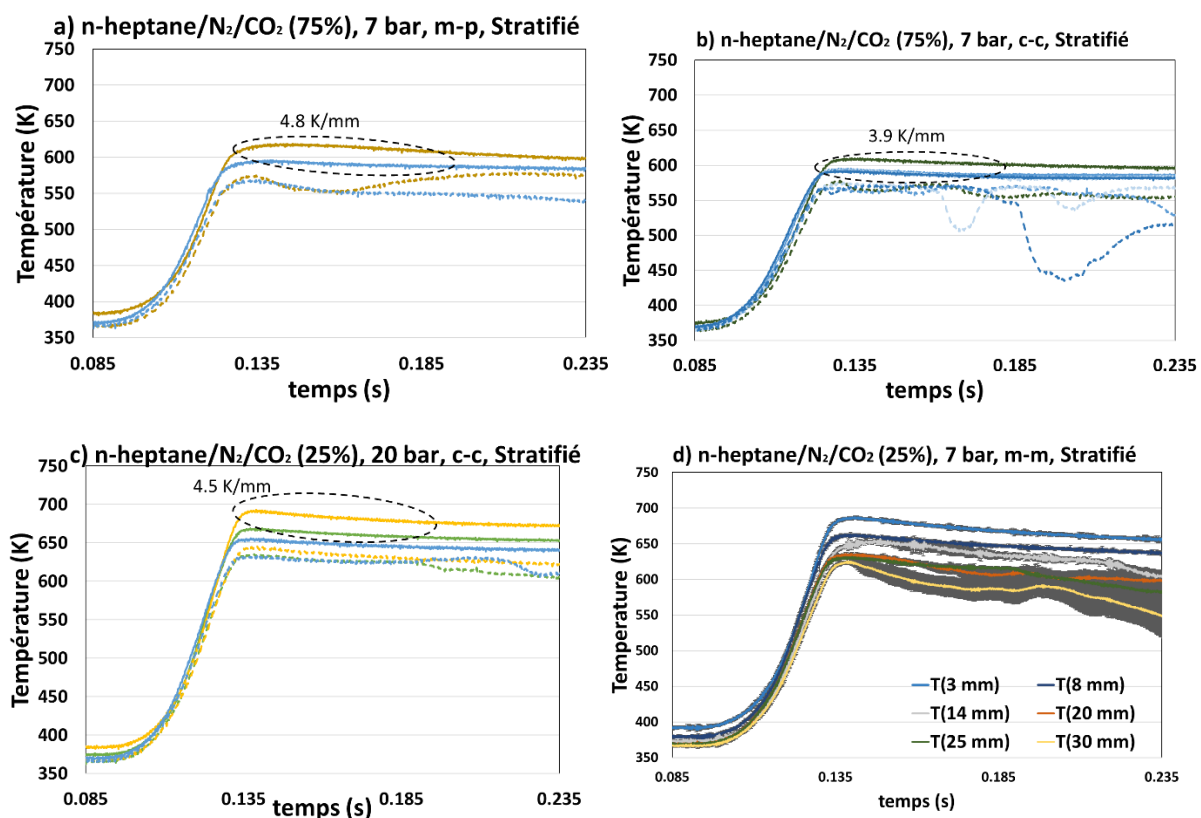 a) n-heptane/N₂/CO₂ (75%), 7 bar, m-p, Stratifié
750
700
650
600
550
500
450
400
350
Température (K)
4.8 K/mm
0.085 0.135 0.185 0.235
temps (s)
b) n-heptane/N₂/CO₂ (75%), 7 bar, c-c, Stratifié
750
700
650
600
550
500
450
400
350
Température (K)
3.9 K/mm
0.085 0.135 0.185 0.235
temps (s)
c) n-heptane/N₂/CO₂ (25%), 20 bar, c-c, Stratifié
750
700
650
600
550
500
450
400
350
Température (K)
4.5 K/mm
0.085 0.135 0.185 0.235
temps (s)
d) n-heptane/N₂/CO₂ (25%), 7 bar, m-m, Stratifié
750
700
650
600
550
500
450
400
350
Temperature (K)
T(3 mm) T(8 mm)
T(14 mm) T(20 mm)
T(25 mm) T(30 mm)
0.085 0.135 0.185 0.235
temps (s)